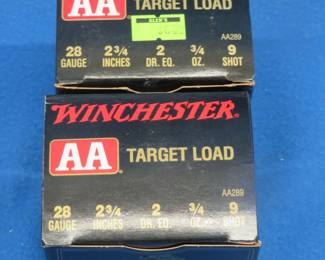 AA TARGET LOAD
28 2 3/4 2 3/4 9
GAUGE INCHES DR. EQ. OZ. SHOT
AA289
WINCHESTER
AA TARGET LOAD
AA289
28 2 3/4 2 3/4 9
GAUGE INCHES DR. EQ. OZ. SHOT